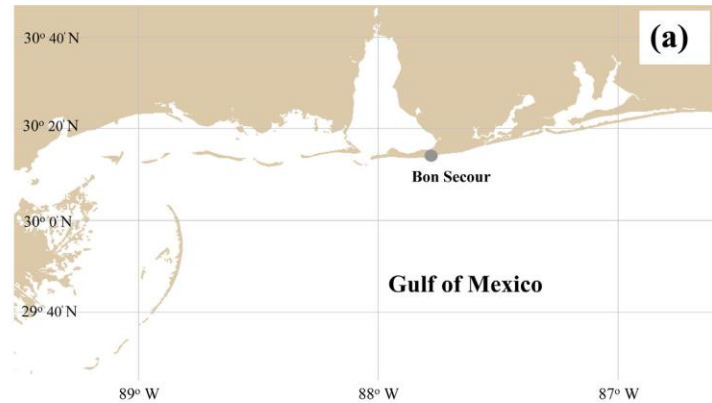 (a)
30° 40' N
30° 20' N
Bon Secour
30° 0' N
Gulf of Mexico
29° 40' N
89° W
88° W
87° W